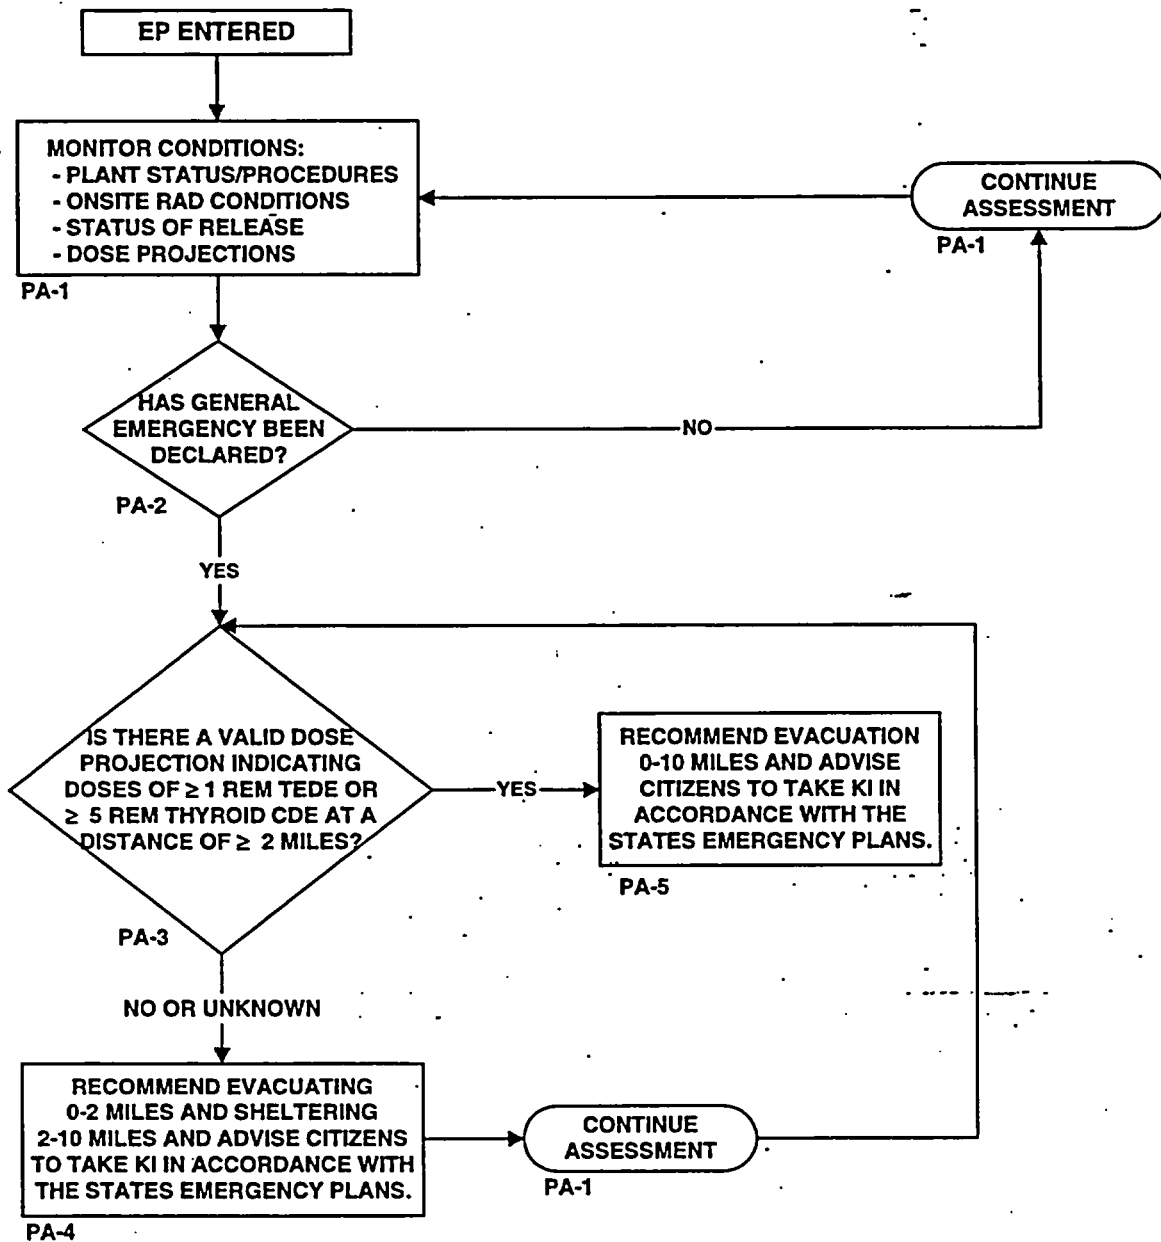 EP ENTERED
MONITOR CONDITIONS:
- PLANT STATUS/PROCEDURES
- ONSITE RAD CONDITIONS
- STATUS OF RELEASE
- DOSE PROJECTIONS
PA-1
CONTINUE
ASSESSMENT
PA-1
HAS GENERAL
EMERGENCY BEEN
DECLARED?
PA-2
NO
YES
IS THERE A VALID DOSE
PROJECTION INDICATING
DOSES OF ≥ 1 REM TEDE OR
≥ 5 REM THYROID CDE AT A
DISTANCE OF ≥ 2 MILES?
PA-3
YES
RECOMMEND EVACUATION
0-10 MILES AND ADVISE
CITIZENS TO TAKE KI IN
ACCORDANCE WITH THE
STATES EMERGENCY PLANS.
PA-5
NO OR UNKNOWN
RECOMMEND EVACUATING
0-2 MILES AND SHELTERING
2-10 MILES AND ADVISE CITIZENS
TO TAKE KI IN ACCORDANCE WITH
THE STATES EMERGENCY PLANS.
PA-4
CONTINUE
ASSESSMENT
PA-1